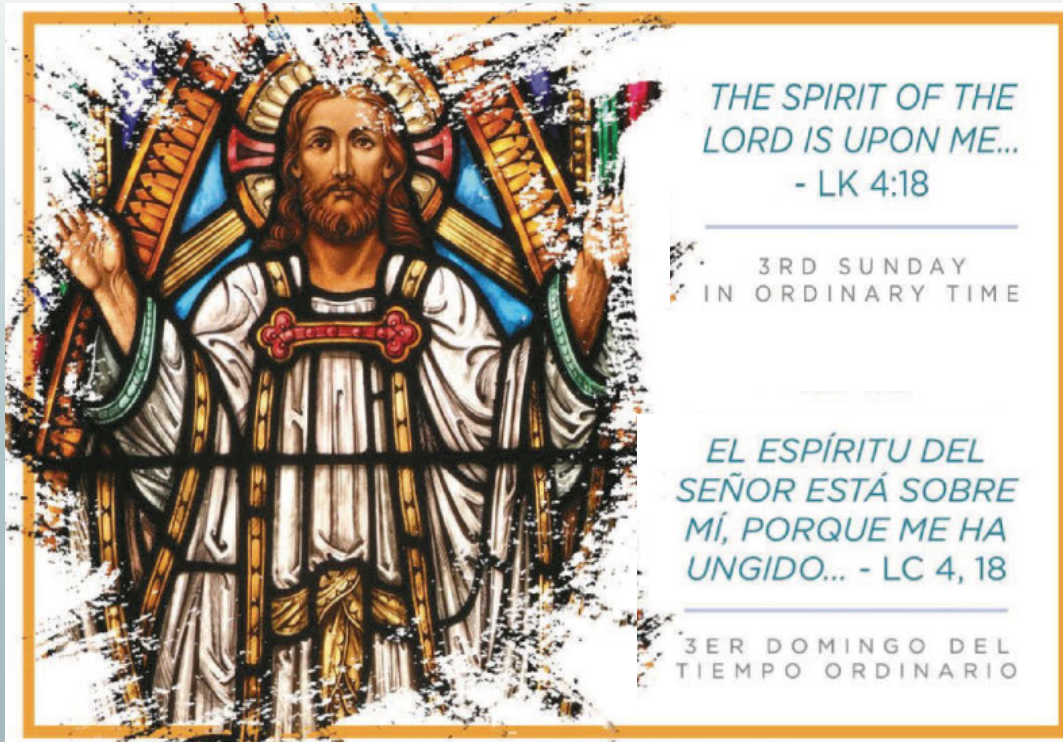 THE SPIRIT OF THE
LORD IS UPON ME...
- LK 4:18
3RD SUNDAY
IN ORDINARY TIME
EL ESPÍRITU DEL
SEÑOR ESTÁ SOBRE
MÍ, PORQUE ME HA
UNGIDO... - LC 4, 18
3ER DOMINGO DEL
TIEMPO ORDINARIO